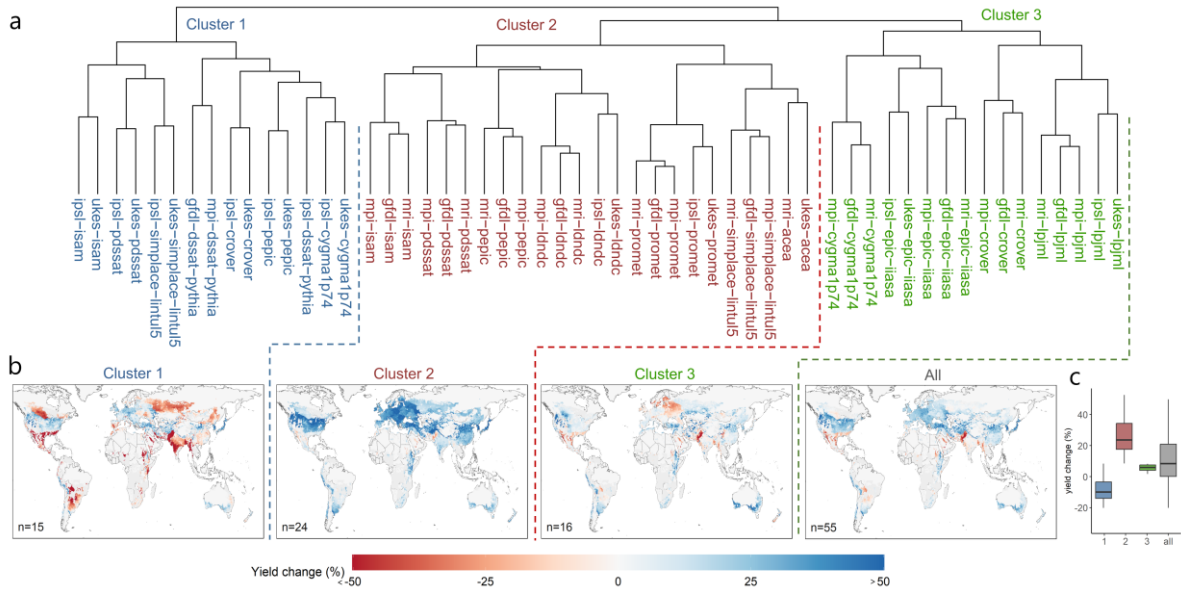 a
Cluster 1
Cluster 2
Cluster 3
ipsl-isam
ukes-isam
ipsl-pdssat
ukes-pdssat
ipsl-simplace-lintul5
ukes-simplace-lintul5
gfdl-dssat-pythia
mpi-dssat-pythia
ipsl-crover
ukes-crover
ipsl-pepic
ukes-pepic
ipsl-dssat-pythia
ipsl-cygma1p74
ukes-cygma1p74
mpi-isam
gfdl-isam
mri-isam
mpi-pdssat
gfdl-pdssat
mri-pdssat
mri-pepic
gfdl-pepic
mpi-pepic
mpi-ldndc
gfdl-ldndc
mri-ldndc
ipsl-ldndc
ukes-ldndc
mri-promet
gfdl-promet
mpi-promet
ipsl-promet
ukes-promet
mri-simplace-lintul5
gfdl-simplace-lintul5
mpi-simplace-lintul5
mri-acea
ukes-acea
mpi-cygma1p74
gfdl-cygma1p74
mri-cygma1p74
ipsl-epic-iiasa
ukes-epic-iiasa
mpi-epic-iiasa
gfdl-epic-iiasa
mri-epic-iiasa
mpi-crover
gfdl-crover
mri-crover
mri-lpjml
gfdl-lpjml
mpi-lpjml
ipsl-lpjml
ukes-lpjml
b
Cluster 1
Cluster 2
Cluster 3
All
c
n=15
n=24
n=16
n=55
yield change (%)
40
20
0
-20
1 2 3 all
Yield change (%)
<-50 -25 0 25 >50